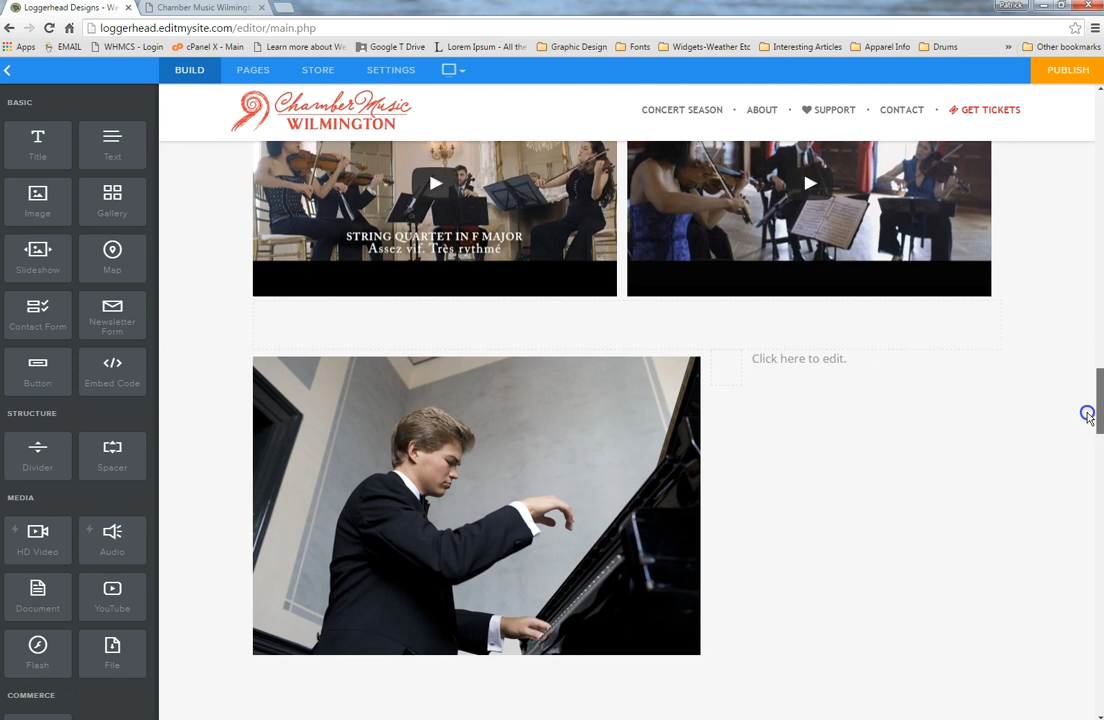 Loggerhead Designs - We
Chamber Music Wilmingt
Patrick
loggerhead.editmysite.com/editor/main.php
Apps
EMAIL
WHMCS - Login
cPanel X - Main
Learn more about We
Google T Drive
Lorem Ipsum - All the
Graphic Design
Fonts
Widgets-Weather Etc
Interesting Articles
Apparel Info
Drums
»
Other bookmarks
BUILD
PAGES
STORE
SETTINGS
PUBLISH
BASIC
Title
Text
Image
Gallery
Slideshow
Map
Contact Form
Newsletter
Form
Button
Embed Code
STRUCTURE
Divider
Spacer
MEDIA
HD Video
Audio
Document
YouTube
Flash
File
COMMERCE
Chamber Music
WILMINGTON
CONCERT SEASON • ABOUT • SUPPORT • CONTACT • GET TICKETS
STRING QUARTET IN F MAJOR
Assez vif. Très rythmé
Click here to edit.